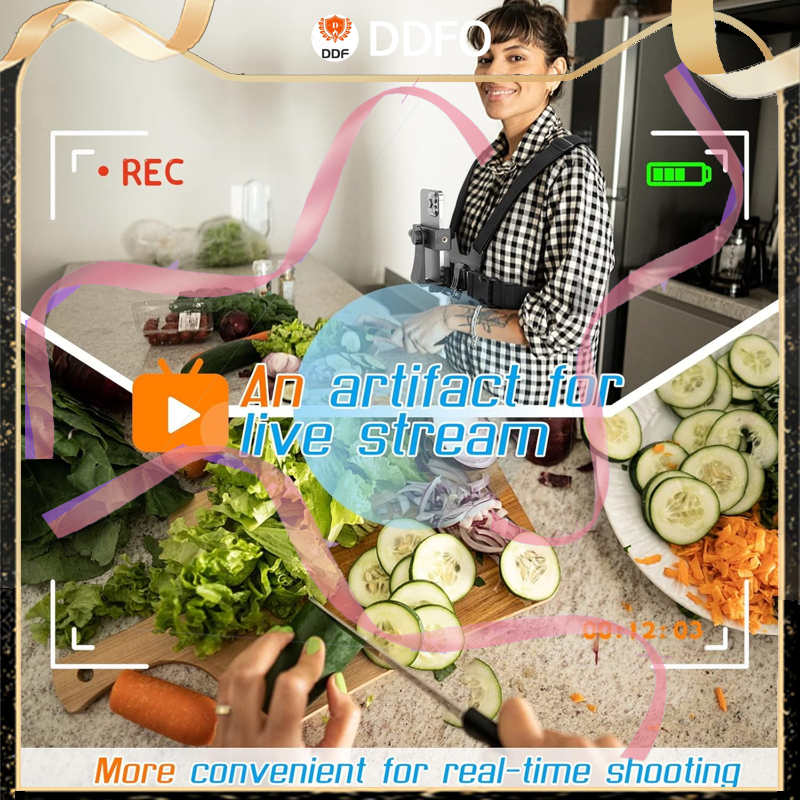 DDF
DDFO
REC
An artifact for
live stream
00:12:03
More convenient for real-time shooting